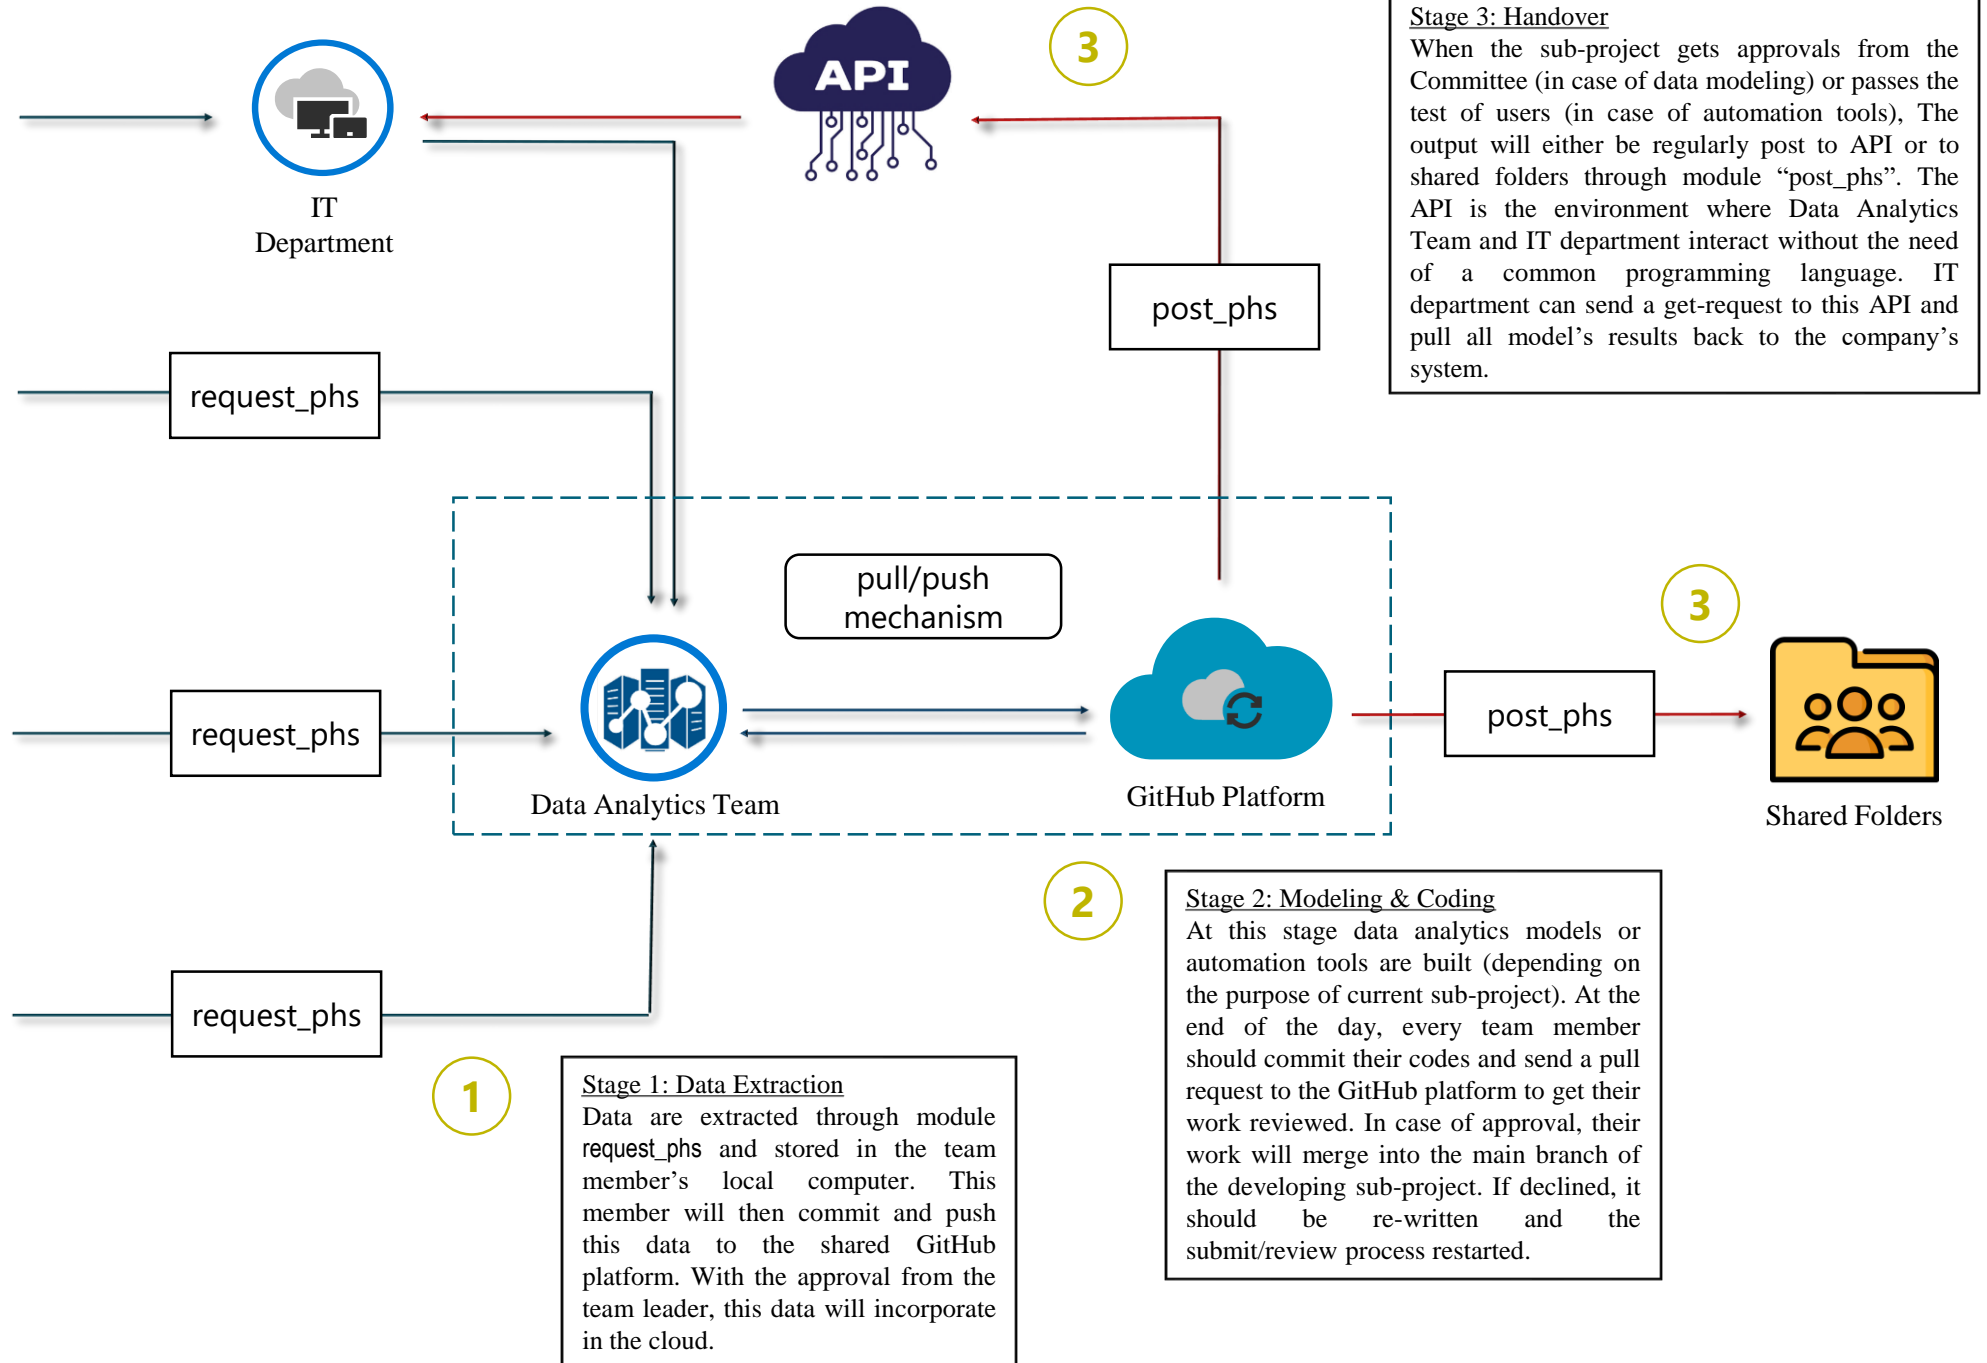 API
3
IT
Department
Stage 3: Handover
When the sub-project gets approvals from the
Committee (in case of data modeling) or passes the
test of users (in case of automation tools), The
output will either be regularly post to API or to
shared folders through module “post_phs”. The
API is the environment where Data Analytics
Team and IT department interact without the need
of a common programming language. IT
department can send a get-request to this API and
pull all model’s results back to the company’s
system.
post_phs
request_phs
pull/push
mechanism
3
request_phs
post_phs
Data Analytics Team
GitHub Platform
Shared Folders
request_phs
2
Stage 2: Modeling & Coding
At this stage data analytics models or
automation tools are built (depending on
the purpose of current sub-project). At the
end of the day, every team member
should commit their codes and send a pull
request to the GitHub platform to get their
work reviewed. In case of approval, their
work will merge into the main branch of
the developing sub-project. If declined, it
should be re-written and the
submit/review process restarted.
1
Stage 1: Data Extraction
Data are extracted through module
request_phs and stored in the team
member’s local computer. This
member will then commit and push
this data to the shared GitHub
platform. With the approval from the
team leader, this data will incorporate
in the cloud.